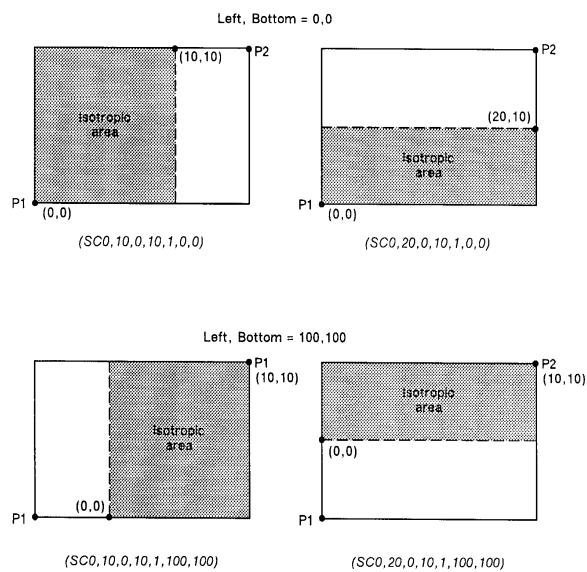 Left, Bottom = 0,0
(10,10)
P2
Isotropic
area
P1
(0,0)
(SC0,10,0,10,1,0,0)
P2
(20,10)
Isotropic
area
P1
(0,0)
(SC0,20,0,10,1,0,0)
Left, Bottom = 100,100
P1
(10,10)
Isotropic
area
(0,0)
P1
(SC0,10,0,10,1,100,100)
P2
(10,10)
Isotropic
area
(0,0)
P1
(SC0,20,0,10,1,100,100)